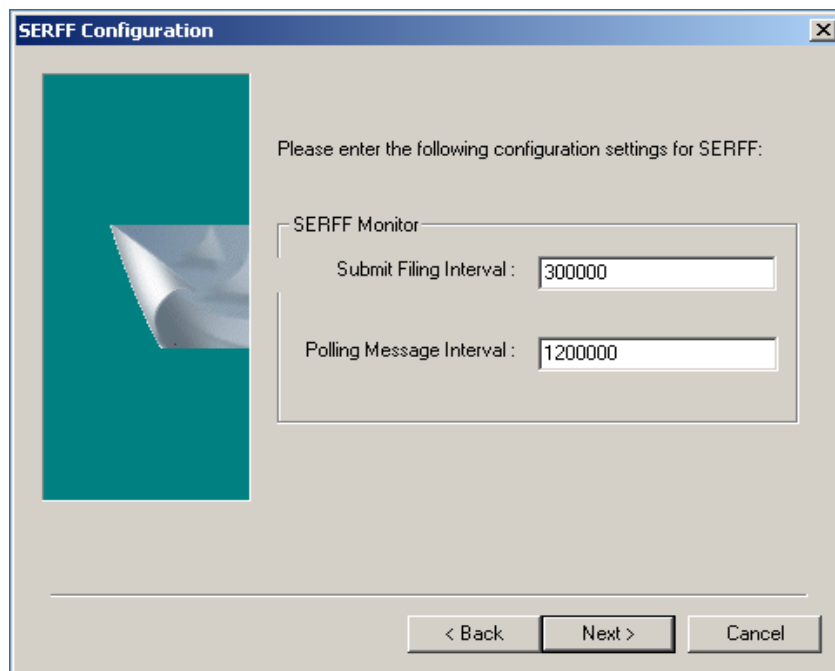 SERFF Configuration
Please enter the following configuration settings for SERFF:
SERFF Monitor
Submit Filing Interval : 300000
Polling Message Interval : 1200000
< Back Next > Cancel